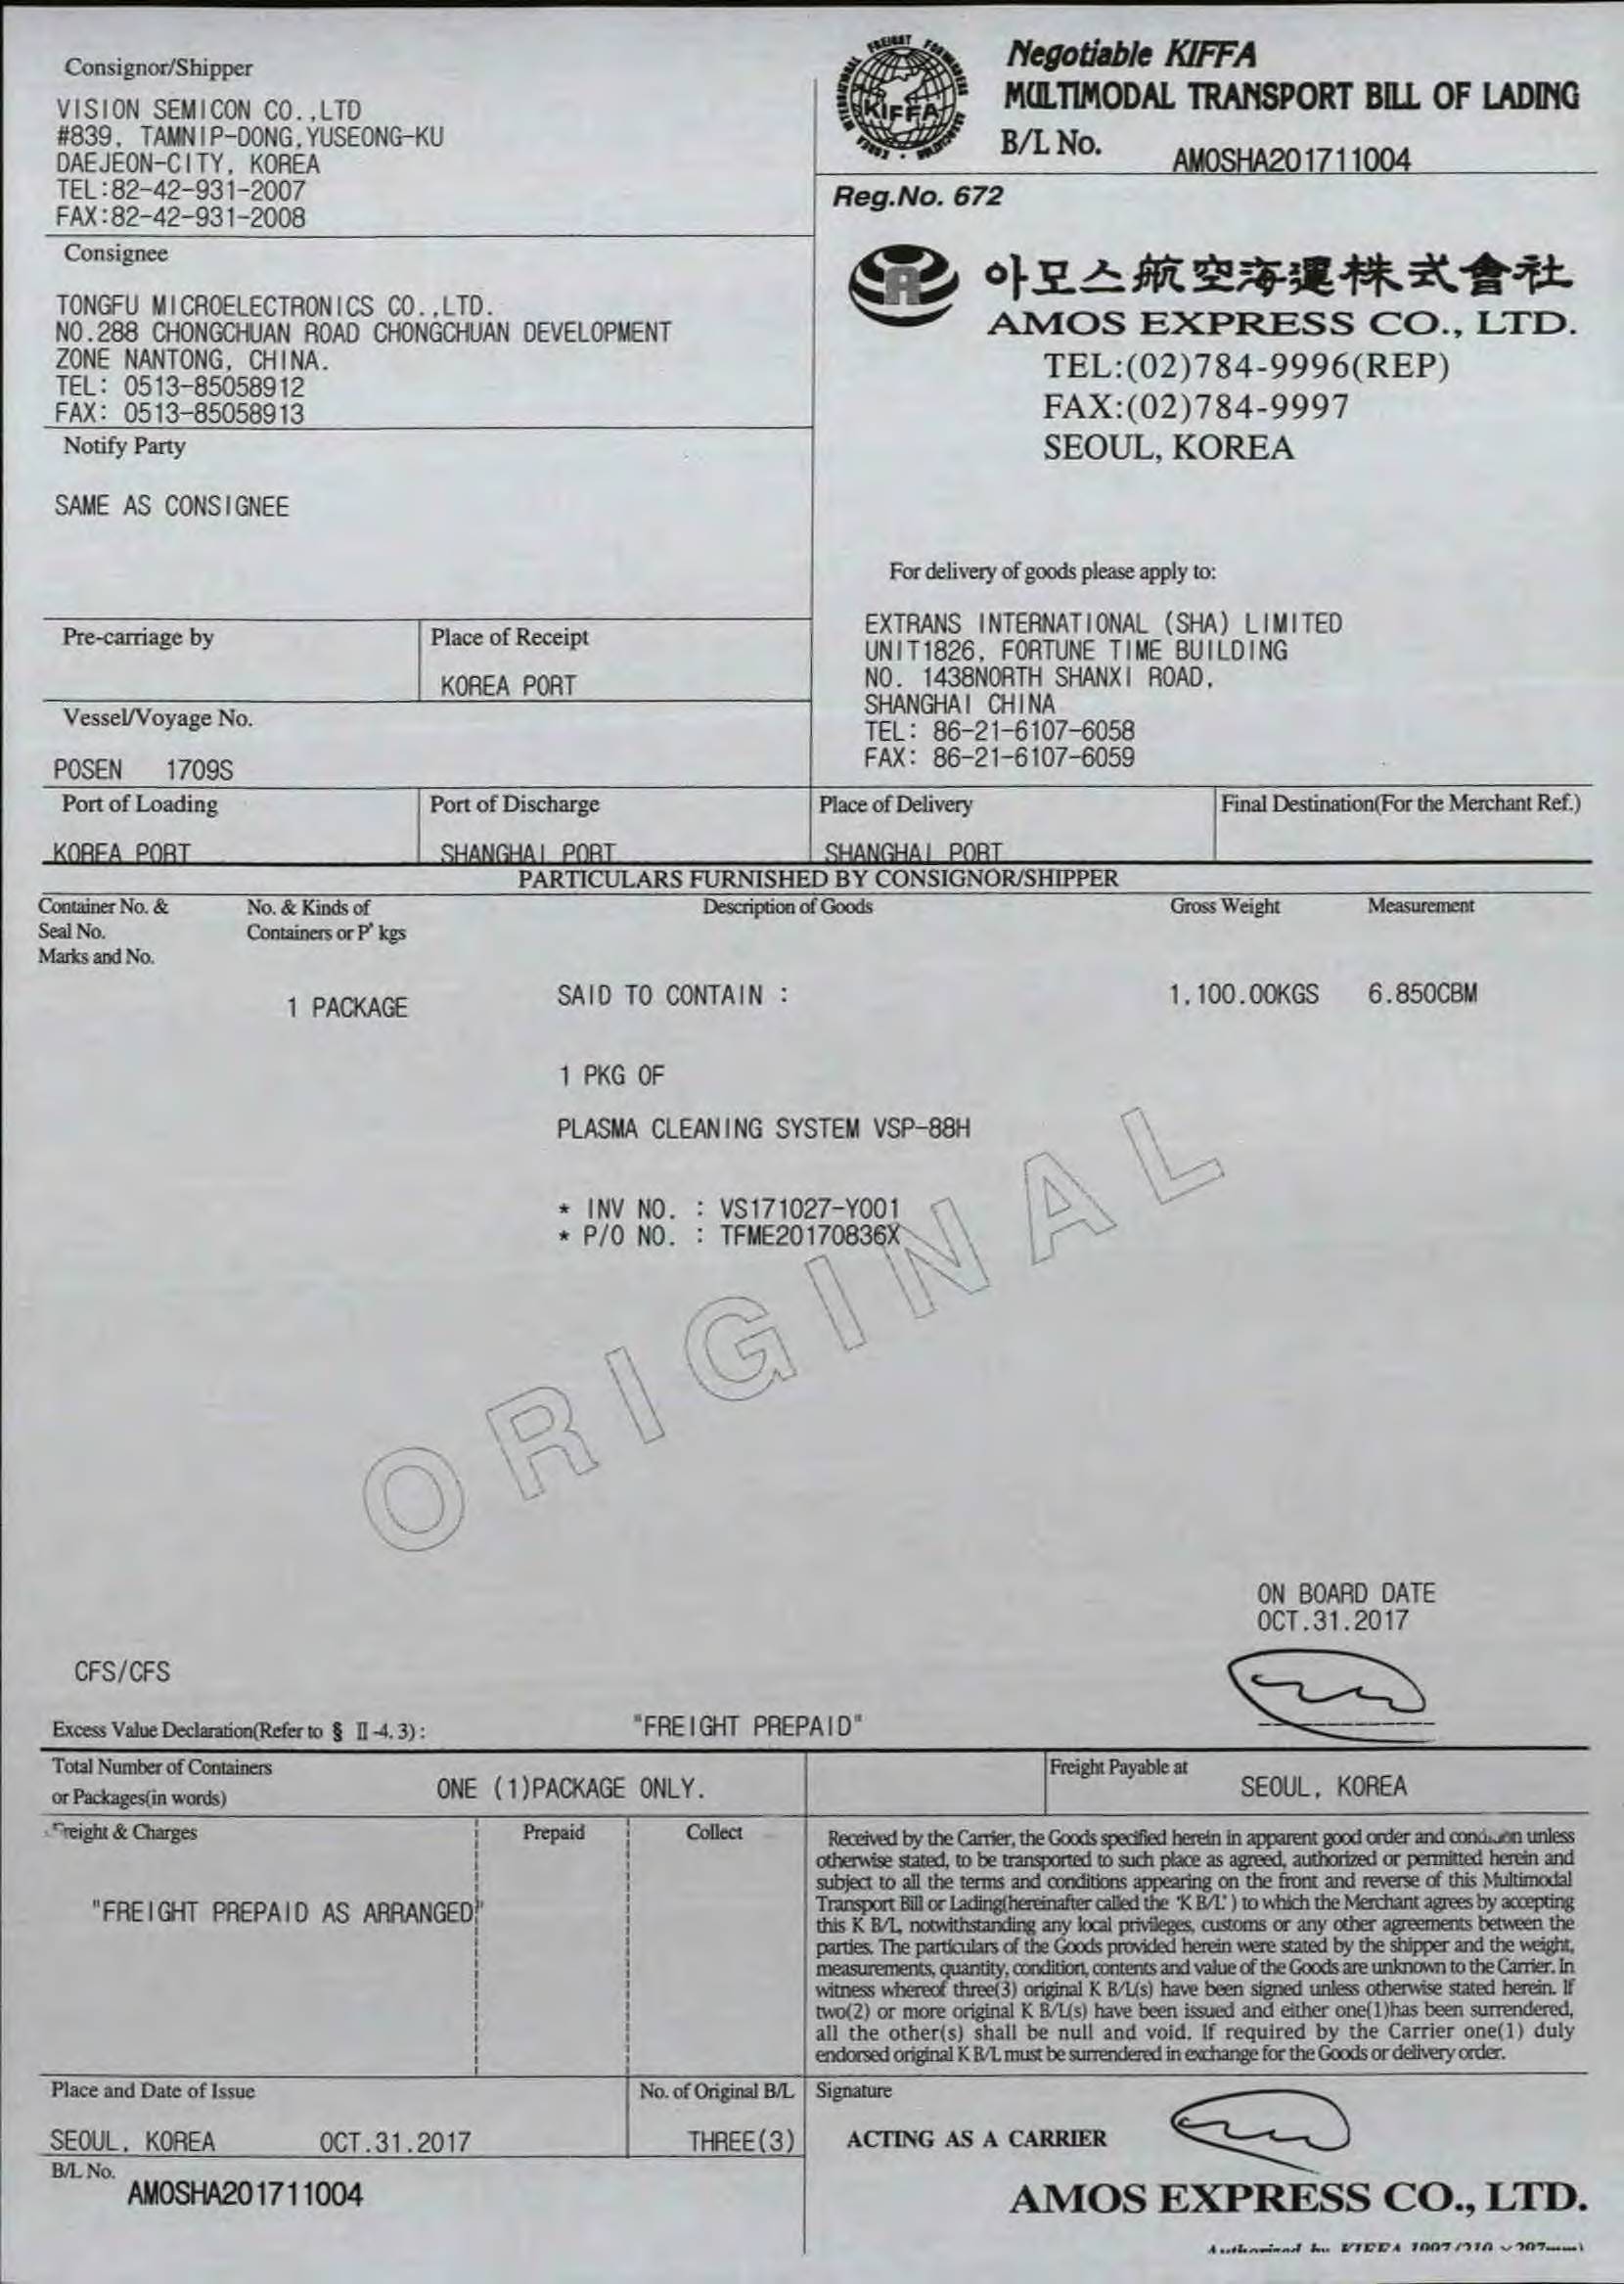 Consignor/Shipper
VISION SEMICON CO.,LTD
#839, TAMNIP-DONG,YUSEONG-KU
DAEJEON-CITY, KOREA
TEL:82-42-931-2007
FAX:82-42-931-2008
Negotiable KIFFA
MULTIMODAL TRANSPORT BILL OF LADING
B/L No. AMOSHA201711004
KIFFA
Reg.No. 672
Consignee
TONGFU MICROELECTRONICS CO.,LTD.
NO.288 CHONGCHUAN ROAD CHONGCHUAN DEVELOPMENT
ZONE NANTONG, CHINA.
TEL: 0513-85058912
FAX: 0513-85058913
아모스航空海運株式會社
AMOS EXPRESS CO., LTD.
TEL:(02)784-9996(REP)
FAX:(02)784-9997
SEOUL, KOREA
Notify Party
SAME AS CONSIGNEE
For delivery of goods please apply to:
EXTRANS INTERNATIONAL (SHA) LIMITED
UNIT1826, FORTUNE TIME BUILDING
NO. 1438NORTH SHANXI ROAD,
SHANGHAI CHINA
TEL: 86-21-6107-6058
FAX: 86-21-6107-6059
Pre-carriage by
Place of Receipt
KOREA PORT
Vessel/Voyage No.
POSEN 1709S
Port of Loading
KOREA PORT
Port of Discharge
SHANGHAI PORT
Place of Delivery
SHANGHAI PORT
Final Destination(For the Merchant Ref.)
PARTICULARS FURNISHED BY CONSIGNOR/SHIPPER
Container No. &
Seal No.
Marks and No.
No. & Kinds of
Containers or P'kgs
Description of Goods
Gross Weight
Measurement
1 PACKAGE
SAID TO CONTAIN :
1,100.00KGS
6.850CBM
1 PKG OF
PLASMA CLEANING SYSTEM VSP-88H
* INV NO. : VS171027-Y001
* P/O NO. : TFME20170836X
ORIGINAL
ON BOARD DATE
OCT.31.2017
CFS/CFS
Excess Value Declaration(Refer to § II-4. 3) :
"FREIGHT PREPAID"
Total Number of Containers
or Packages(in words)
ONE (1)PACKAGE ONLY.
Freight Payable at
SEOUL, KOREA
Freight & Charges
Prepaid
Collect
"FREIGHT PREPAID AS ARRANGED"
Received by the Carrier, the Goods specified herein in apparent good order and condition unless
otherwise stated, to be transported to such place as agreed, authorized or permitted herein and
subject to all the terms and conditions appearing on the front and reverse of this Multimodal
Transport Bill or Lading(hereinafter called the 'K B/L') to which the Merchant agrees by accepting
this K B/L, notwithstanding any local privileges, customs or any other agreements between the
parties. The particulars of the Goods provided herein were stated by the shipper and the weight,
measurements, quantity, condition, contents and value of the Goods are unknown to the Carrier. In
witness whereof three(3) original K B/L(s) have been signed unless otherwise stated herein. If
two(2) or more original K B/L(s) have been issued and either one(1)has been surrendered,
all the other(s) shall be null and void. If required by the Carrier one(1) duly
endorsed original K B/L must be surrendered in exchange for the Goods or delivery order.
Place and Date of Issue
SEOUL, KOREA OCT.31.2017
No. of Original B/L
THREE(3)
Signature
ACTING AS A CARRIER
B/L No.
AMOSHA201711004
AMOS EXPRESS CO., LTD.
Authorized by KIFFA 1997